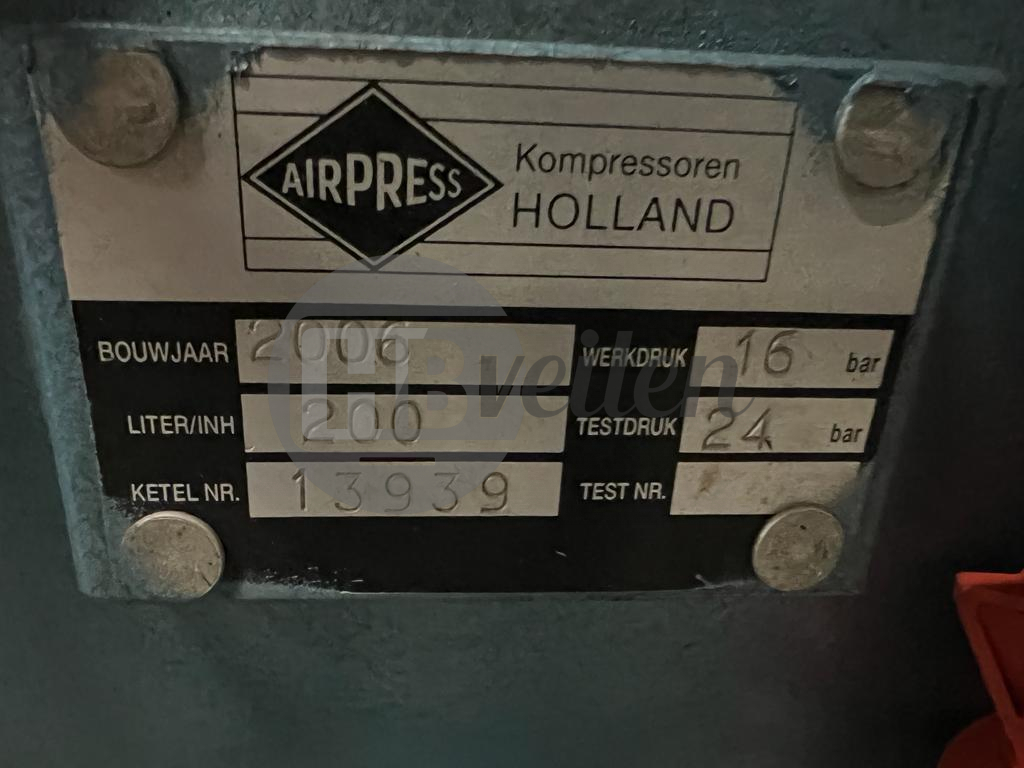 AIRPRESS
Kompressoren
HOLLAND
BOUWJAAR 2006 WERKDRUK 16 bar
LITER/INH 200 TESTDRUK 24 bar
KETEL NR. 13939 TEST NR.
HBveilen